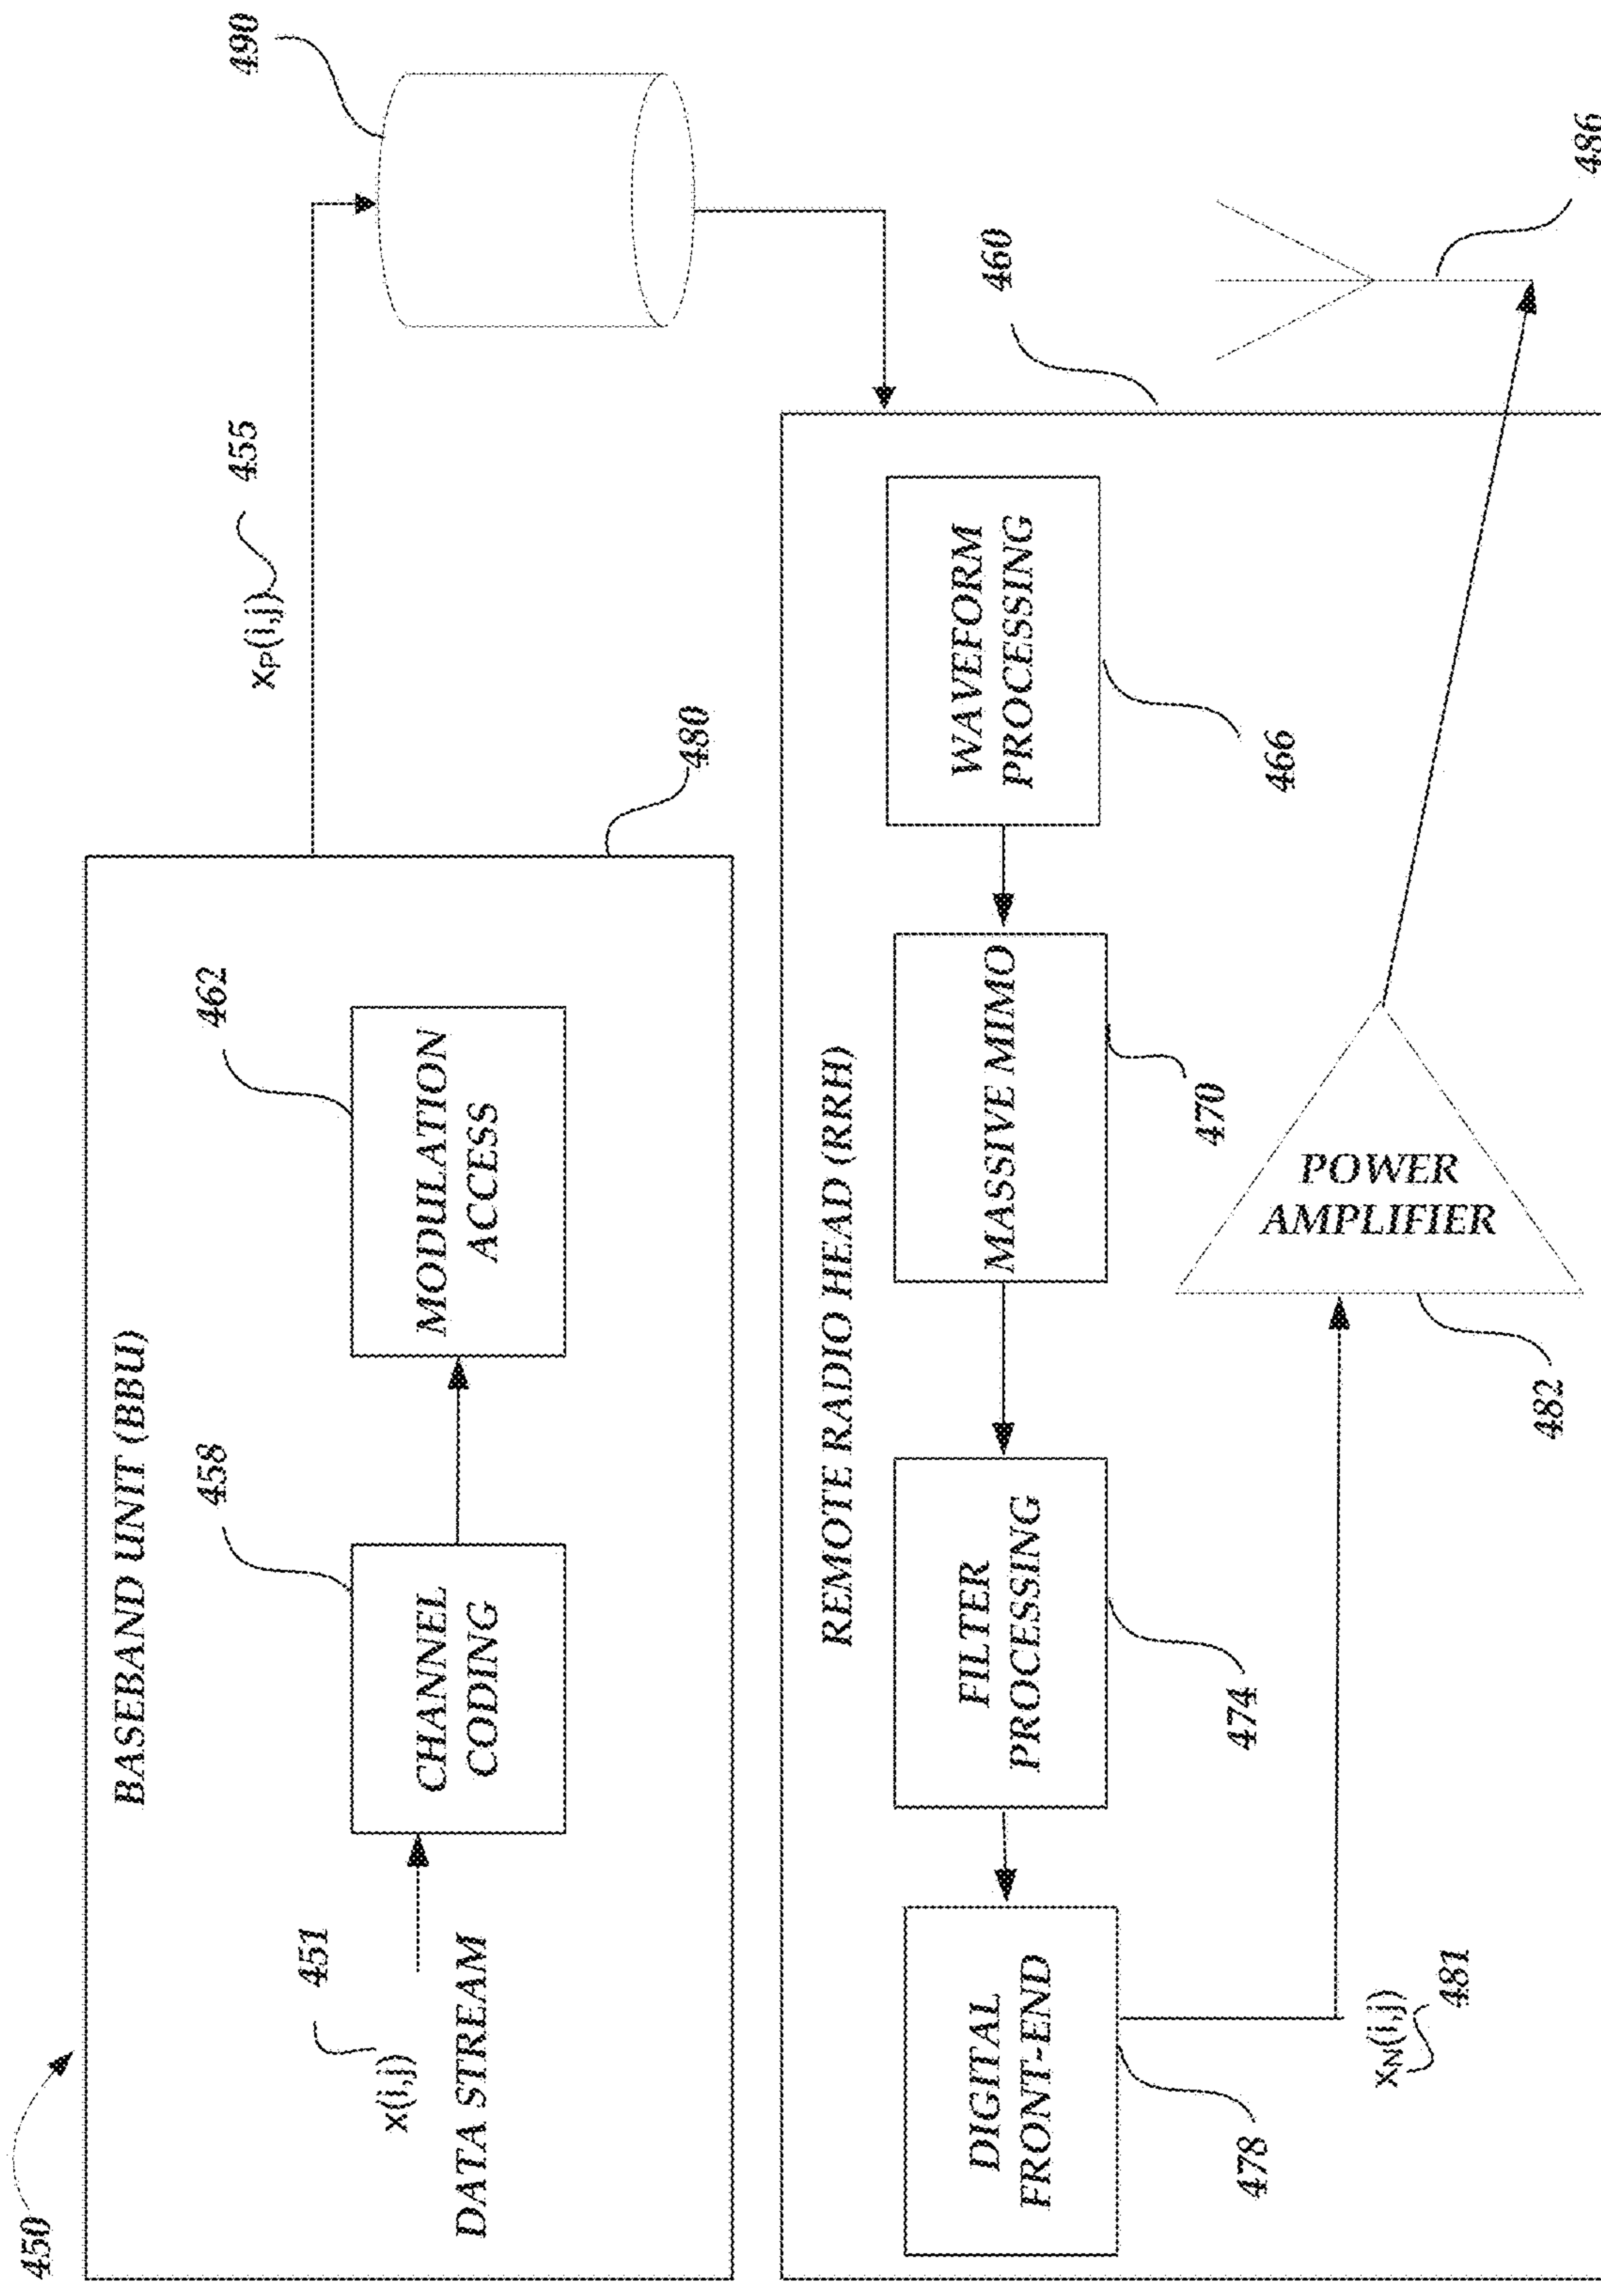 450
BASEBAND UNIT (BBU)
451
x(i,j)
DATA STREAM
458
CHANNEL
CODING
462
MODULATION
ACCESS
480
xP(i,j)
455
490
REMOTE RADIO HEAD (RRH)
460
WAVEFORM
PROCESSING
466
MASSIVE MIMO
470
FILTER
PROCESSING
474
DIGITAL
FRONT-END
478
xN(i,j)
481
POWER
AMPLIFIER
482
486